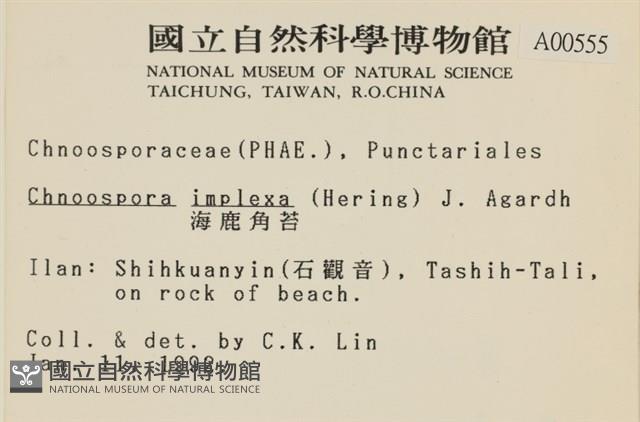 國立自然科學博物館
A00555
NATIONAL MUSEUM OF NATURAL SCIENCE
TAICHUNG, TAIWAN, R.O.CHINA
Chnoosporaceae(PHAE.), Punctariales
Chnoospora implexa (Hering) J. Agardh
海鹿角苔
Ilan: Shihkuanyin(石觀音), Tashih-Tali,
on rock of beach.
Coll. & det. by C.K. Lin
Jan. 11,
國立自然科學博物館
NATIONAL MUSEUM OF NATURAL SCIENCE